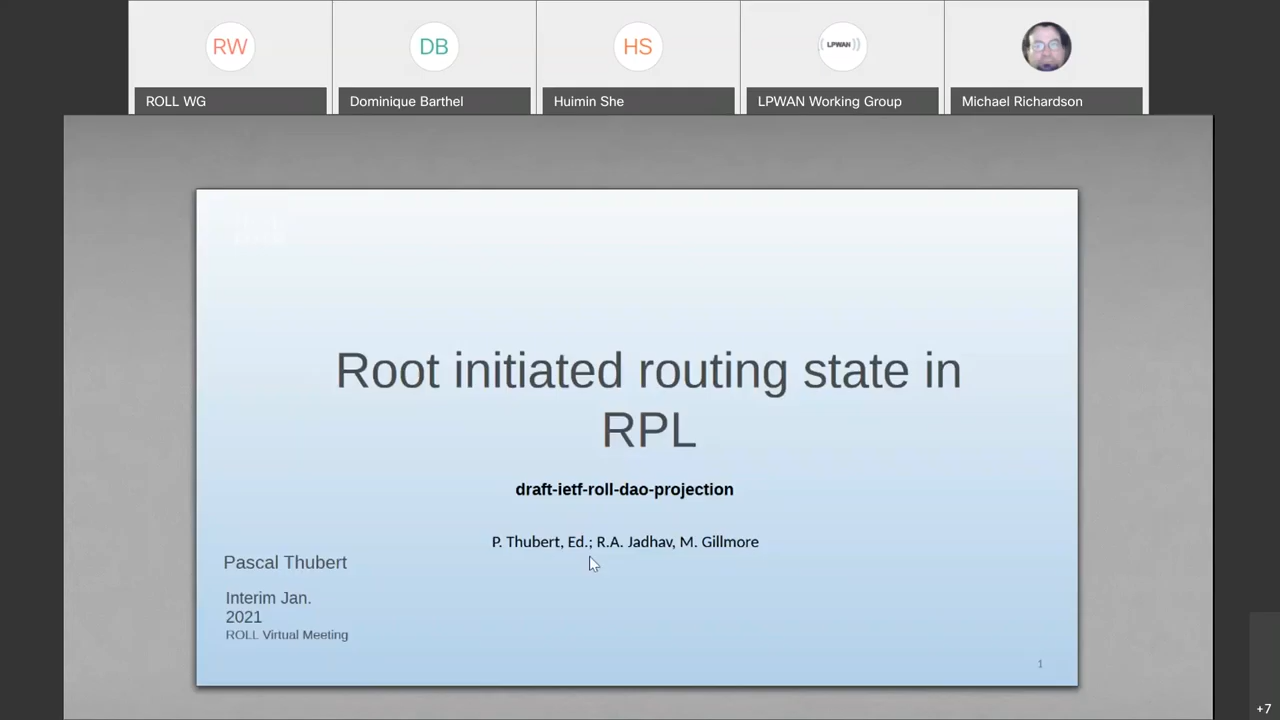 RW
DB
HS
LPWAN
ROLL WG
Dominique Barthel
Huimin She
LPWAN Working Group
Michael Richardson
Root initiated routing state in
RPL
draft-ietf-roll-dao-projection
P. Thubert, Ed.; R.A. Jadhav, M. Gillmore
Pascal Thubert
Interim Jan.
2021
ROLL Virtual Meeting
1
+7